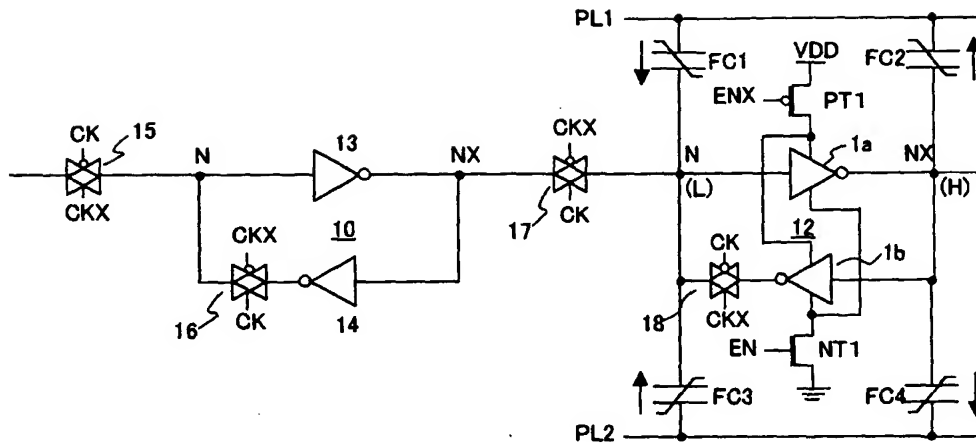 PL1
FC1
VDD
FC2
ENX
PT1
CK
15
N
13
NX
CKX
N
1a
NX
(L)
(H)
CKX
17
CK
CKX
10
CK
12
1b
16
CK
14
18
CKX
EN
NT1
FC3
FC4
PL2